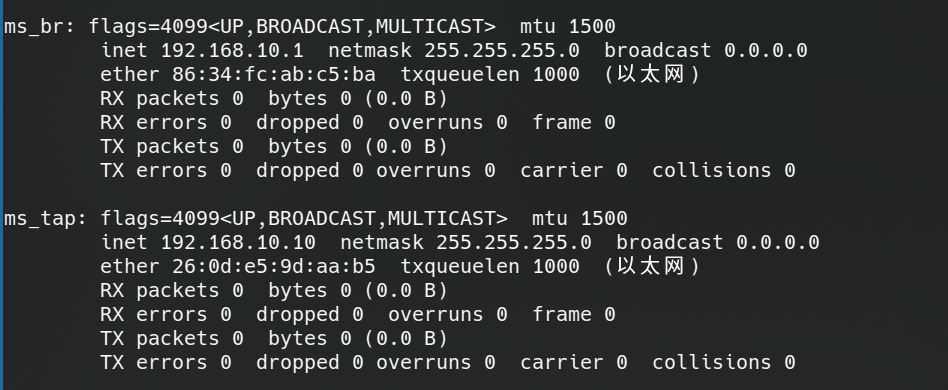 ms_br: flags=4099<UP,BROADCAST,MULTICAST>  mtu 1500
        inet 192.168.10.1  netmask 255.255.255.0  broadcast 0.0.0.0
        ether 86:34:fc:ab:c5:ba  txqueuelen 1000  (以太网)
        RX packets 0  bytes 0 (0.0 B)
        RX errors 0  dropped 0  overruns 0  frame 0
        TX packets 0  bytes 0 (0.0 B)
        TX errors 0  dropped 0 overruns 0  carrier 0  collisions 0

ms_tap: flags=4099<UP,BROADCAST,MULTICAST>  mtu 1500
        inet 192.168.10.10  netmask 255.255.255.0  broadcast 0.0.0.0
        ether 26:0d:e5:9d:aa:b5  txqueuelen 1000  (以太网)
        RX packets 0  bytes 0 (0.0 B)
        RX errors 0  dropped 0  overruns 0  frame 0
        TX packets 0  bytes 0 (0.0 B)
        TX errors 0  dropped 0 overruns 0  carrier 0  collisions 0